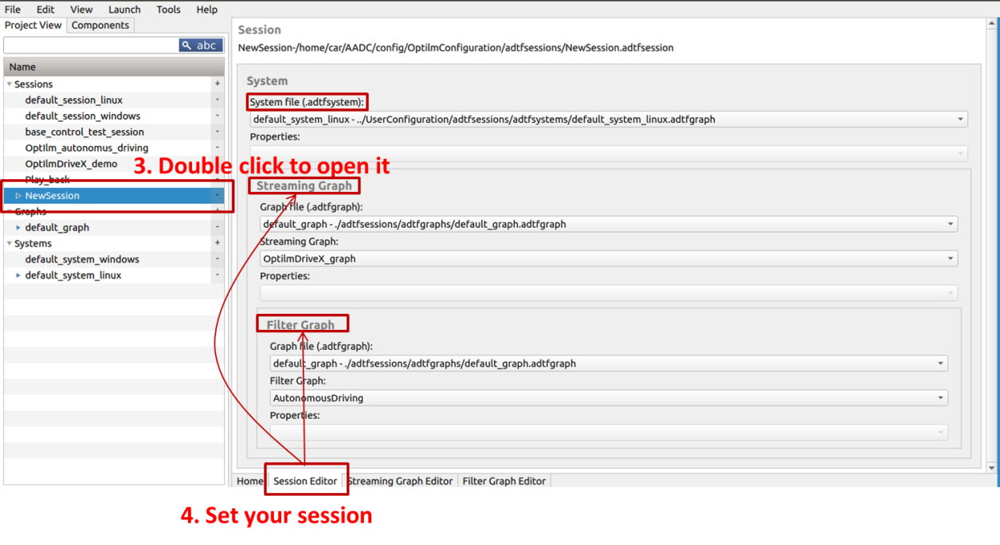 File Edit View Launch Tools Help
Project View Components
abc
Name
Sessions +
default_session_linux -
default_session_windows -
base_control_test_session -
OptIlm_autonomus_driving -
OptIlmDriveX_demo
Play_back
NewSession -
Graphs +
default_graph -
Systems +
default_system_windows -
default_system_linux -
3. Double click to open it
Session
NewSession-/home/car/AADC/config/OptilmConfiguration/adtfsessions/NewSession.adtfsession
System
System file (.adtfsystem):
default_system_linux - ../UserConfiguration/adtfsessions/adtfsystems/default_system_linux.adtfgraph
Properties:
Streaming Graph
Graph file (.adtfgraph):
default_graph - ./adtfsessions/adtfgraphs/default_graph.adtfgraph
Streaming Graph:
OptilmDriveX_graph
Properties:
Filter Graph
Graph file (.adtfgraph):
default_graph - ./adtfsessions/adtfgraphs/default_graph.adtfgraph
Filter Graph:
AutonomousDriving
Properties:
Home Session Editor Streaming Graph Editor Filter Graph Editor
4. Set your session